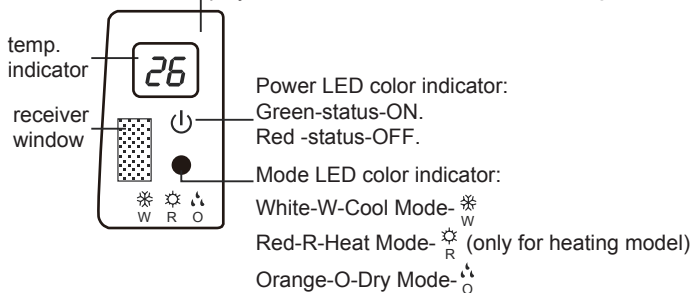 temp.
indicator
26
receiver
window
W R O
Power LED color indicator:
Green-status-ON.
Red -status-OFF.
Mode LED color indicator:
White-W-Cool Mode- W
Red-R-Heat Mode- R (only for heating model)
Orange-O-Dry Mode- O